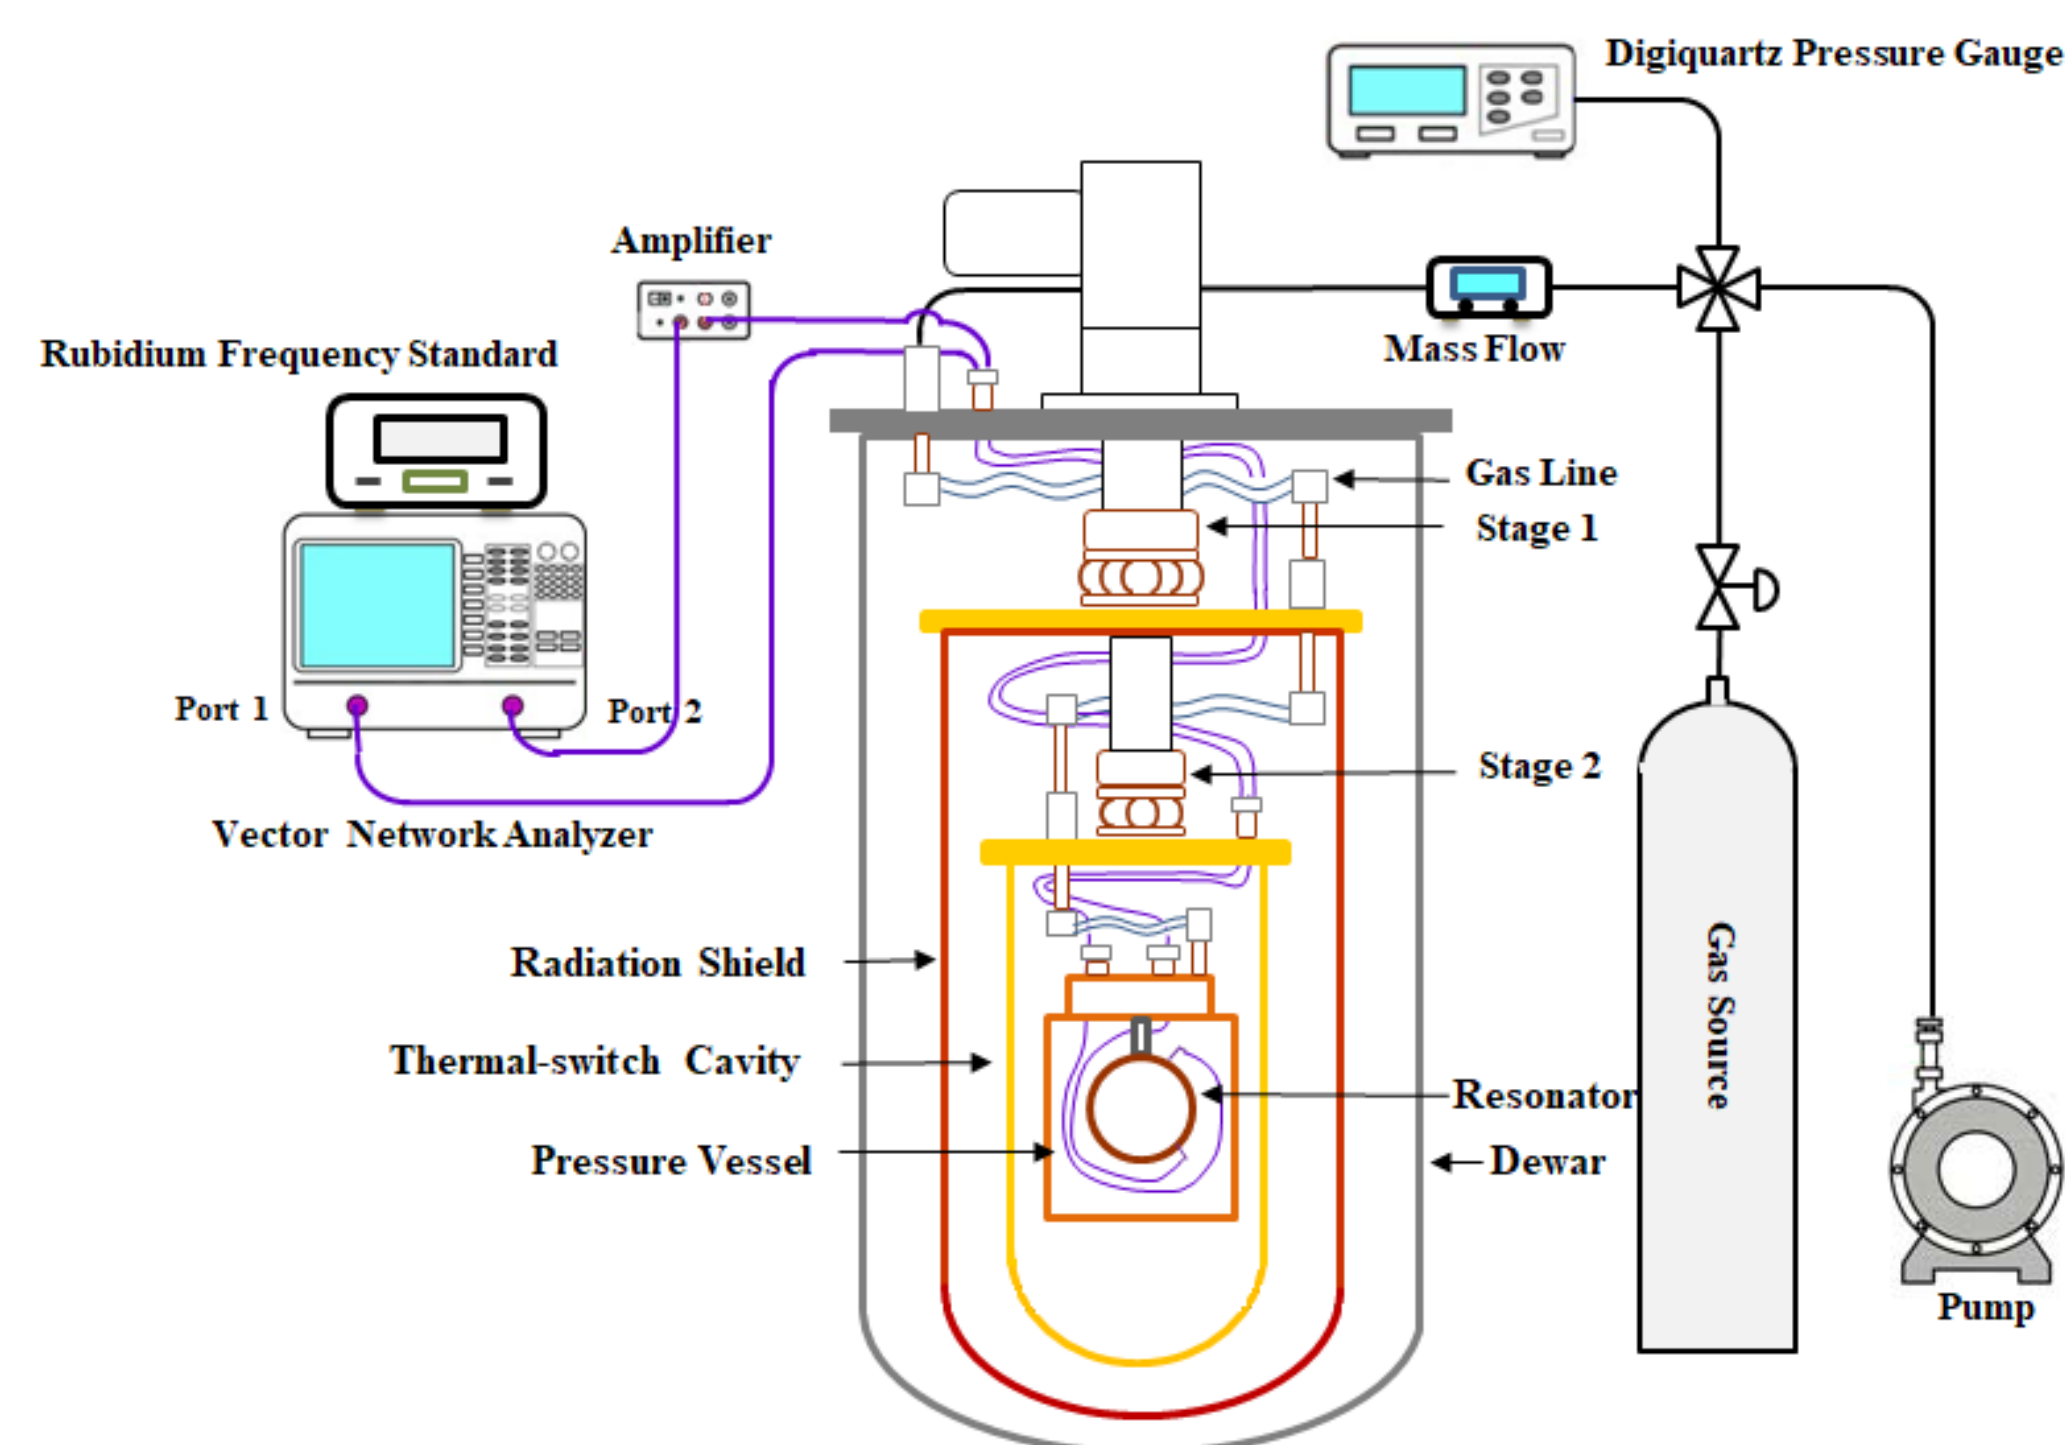 Digiquartz Pressure Gauge
Amplifier
Rubidium Frequency Standard
Mass Flow
Gas Line
Stage 1
Port 1
Port 2
Stage 2
Vector Network Analyzer
Radiation Shield
Gas Source
Thermal-switch Cavity
Resonator
Pressure Vessel
Dewar
Pump